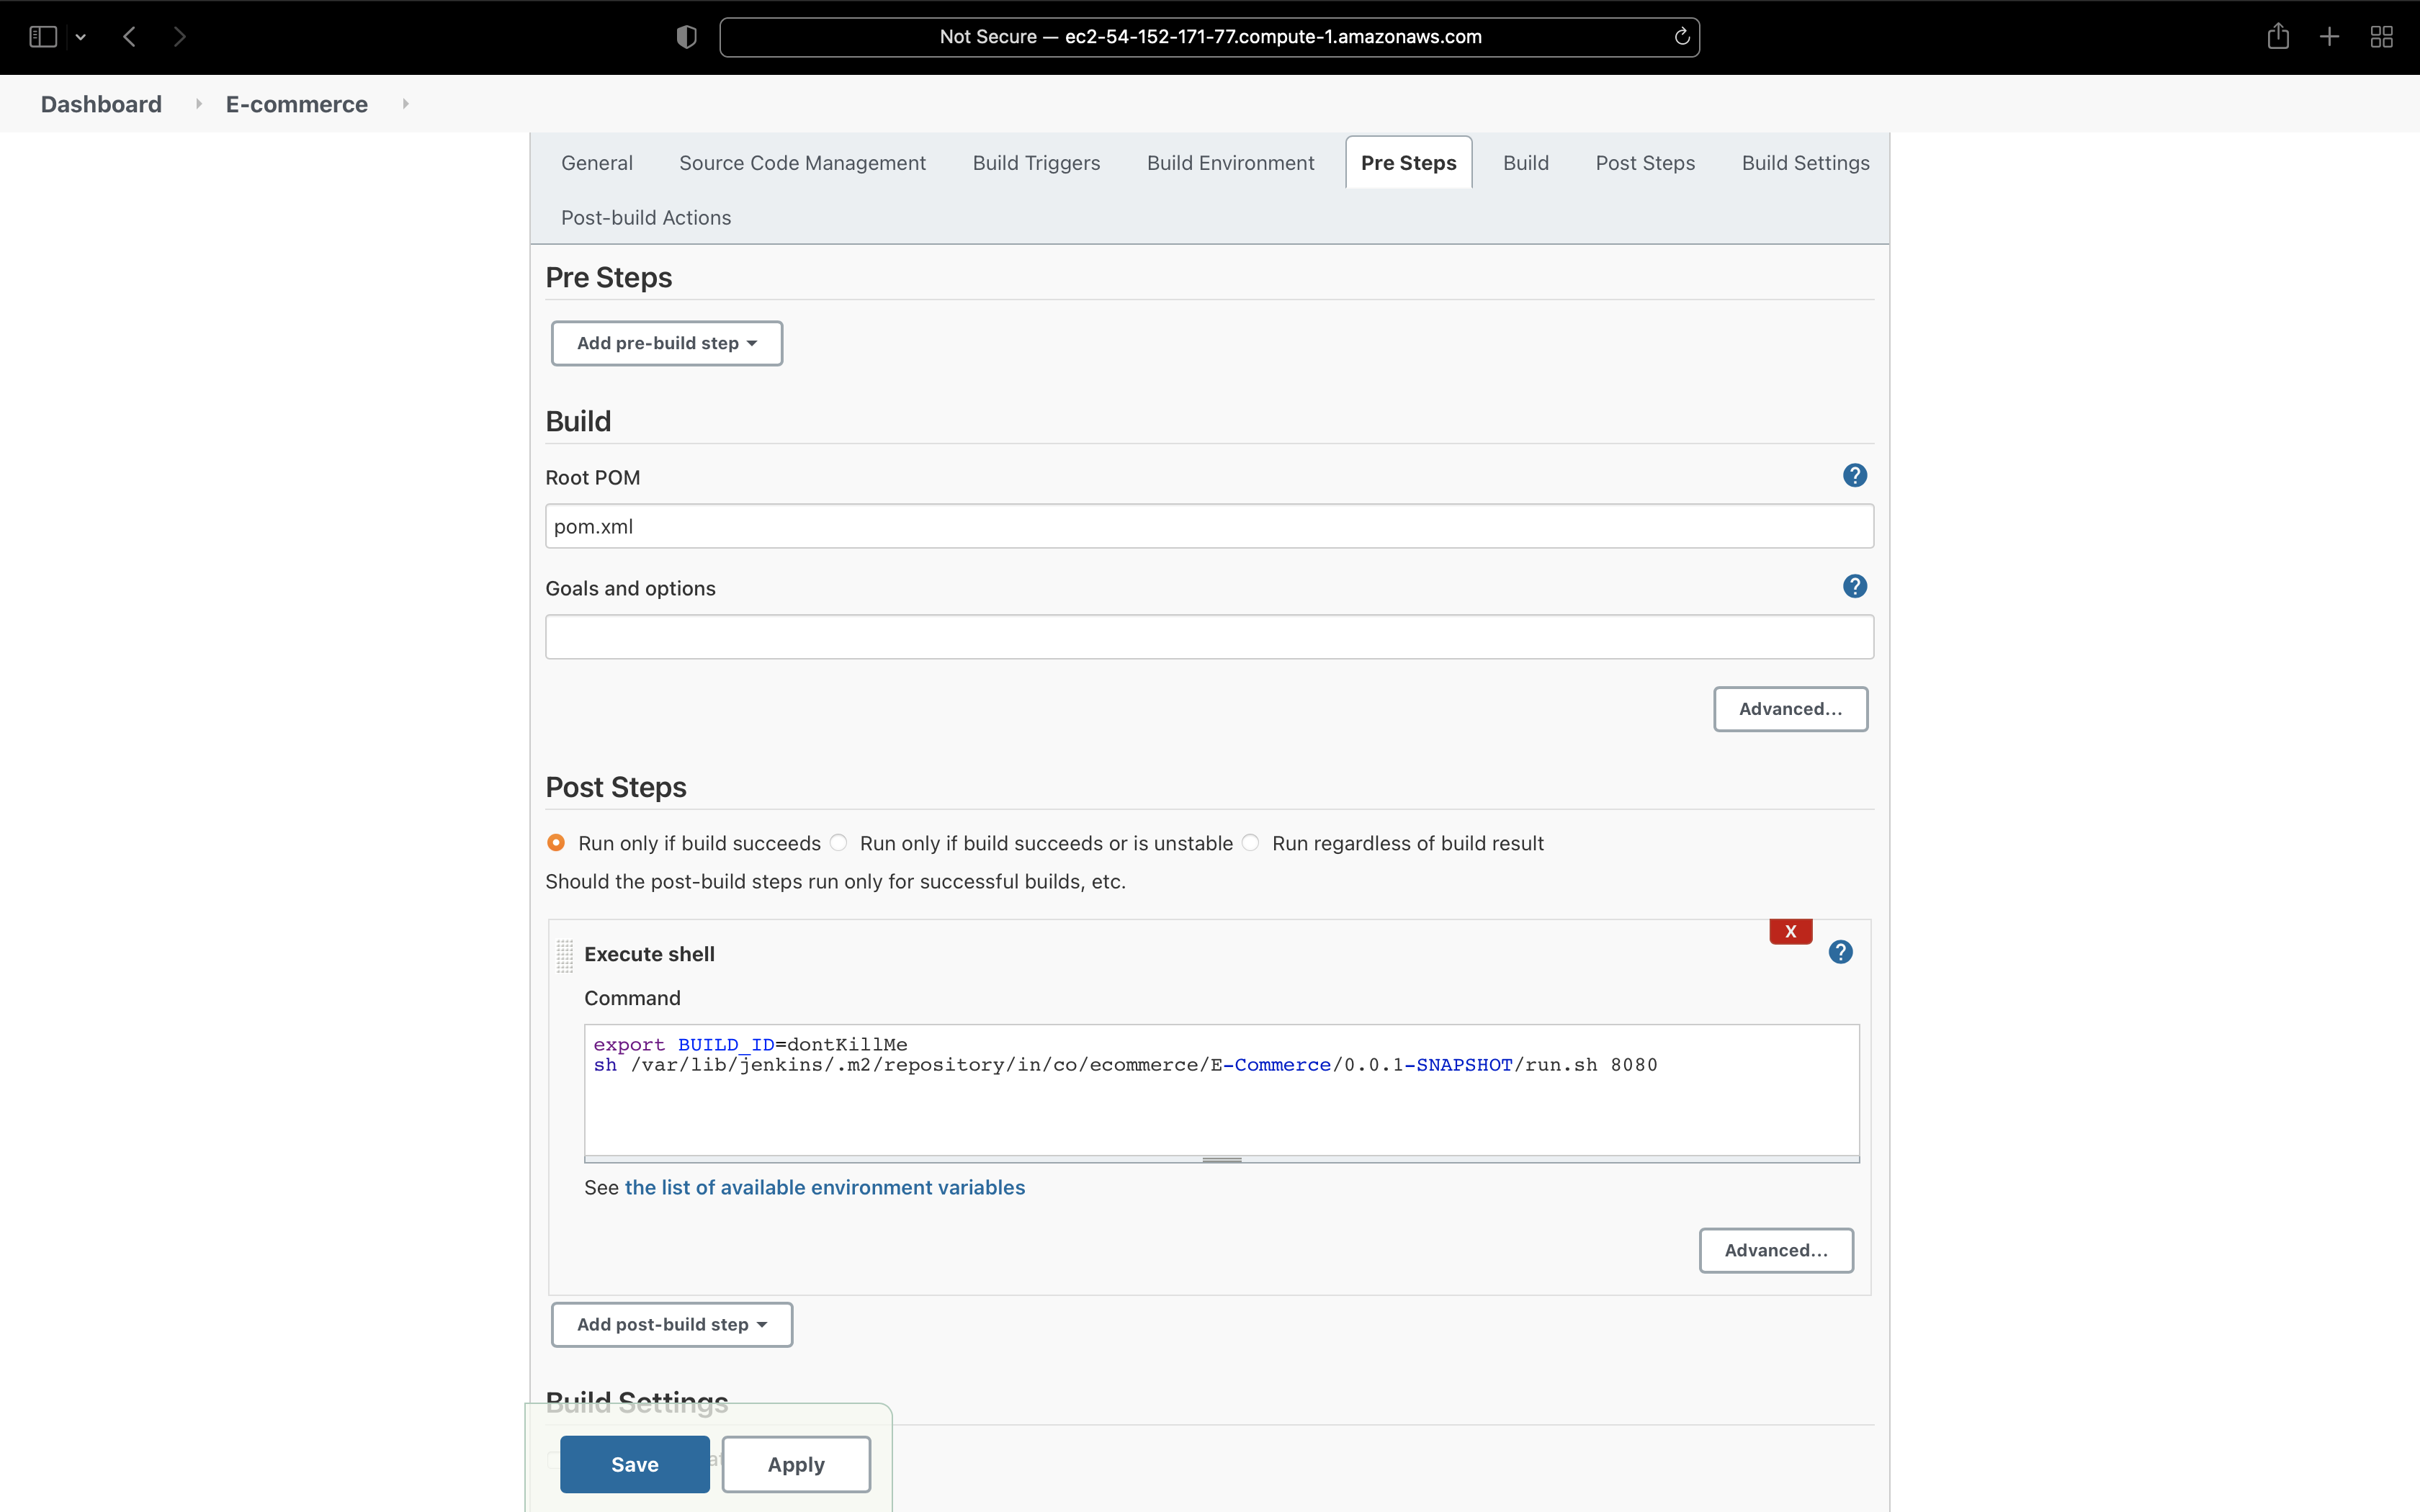 Not Secure — ec2-54-152-171-77.compute-1.amazonaws.com
Dashboard E-commerce
General Source Code Management Build Triggers Build Environment Pre Steps Build Post Steps Build Settings
Post-build Actions
Pre Steps
Add pre-build step
Build
Root POM
?
pom.xml
Goals and options
?
Advanced...
Post Steps
Run only if build succeeds Run only if build succeeds or is unstable Run regardless of build result
Should the post-build steps run only for successful builds, etc.
X
Execute shell
?
Command
export BUILD_ID=dontKillMe
sh /var/lib/jenkins/.m2/repository/in/co/ecommerce/E-Commerce/0.0.1-SNAPSHOT/run.sh 8080
See the list of available environment variables
Advanced...
Add post-build step
Build Settings
Save Apply